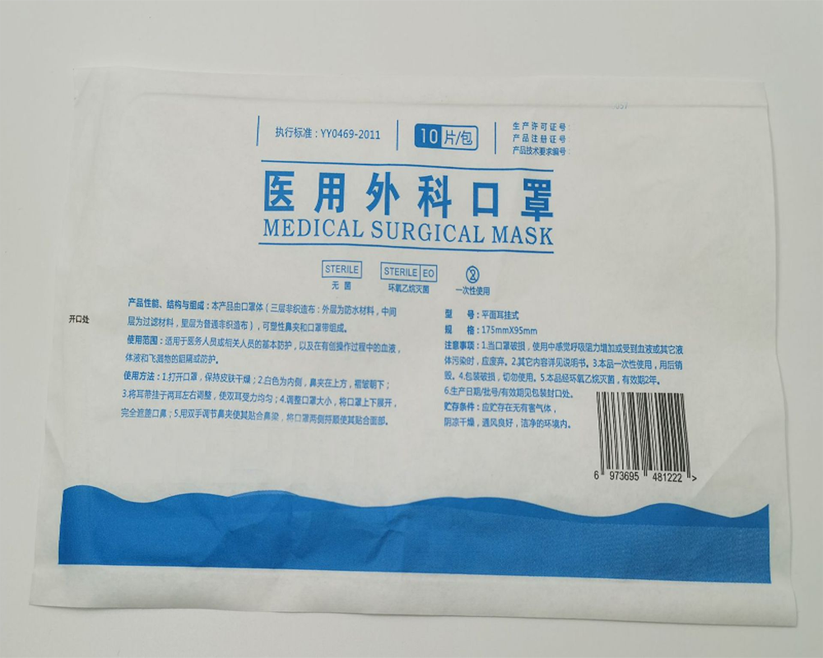 执行标准：YY0469-2011
10片/包
生产许可证号：
产品注册证号
产品技术要求编号：
医用外科口罩
MEDICAL SURGICAL MASK
STERILE
无菌
STERILE EO
环氧乙烷灭菌
2
一次性使用
开口处
产品性能、结构与组成：本产品由口罩体（三层非织造布：外层为防水材料，中间
层为过滤材料，里层为普通非织造布），可塑性鼻夹和口罩带组成。
使用范围：适用于医务人员或相关人员的基本防护，以及在有创操作过程中的血液，
体液和飞溅物的阻隔或防护。
使用方法：1.打开口罩，保持皮肤干燥；2.白色为内侧，鼻夹在上方，褶皱朝下；
3.将耳带挂于两耳左右调整，使双耳受力均匀；4.调整口罩大小，将口罩上下展开，
完全遮盖口鼻；5.用双手调节鼻夹使其贴合鼻梁，将口罩两侧捋顺使其贴合面部。
型 号：平面耳挂式
规 格：175mmX95mm
注意事项：1.当口罩破损，使用中感觉呼吸阻力增加或受到血液或其它液
体污染时，应废弃。2.其它内容详见说明书。3.本品一次性使用，用后销
毁。4.包装破损，切勿使用。5.本品经环氧乙烷灭菌，有效期2年。
6.生产日期/批号/有效期见包装封口处。
贮存条件：应贮存在无有害气体，
阴凉干燥，通风良好，洁净的环境内。
6 973695 481222 >